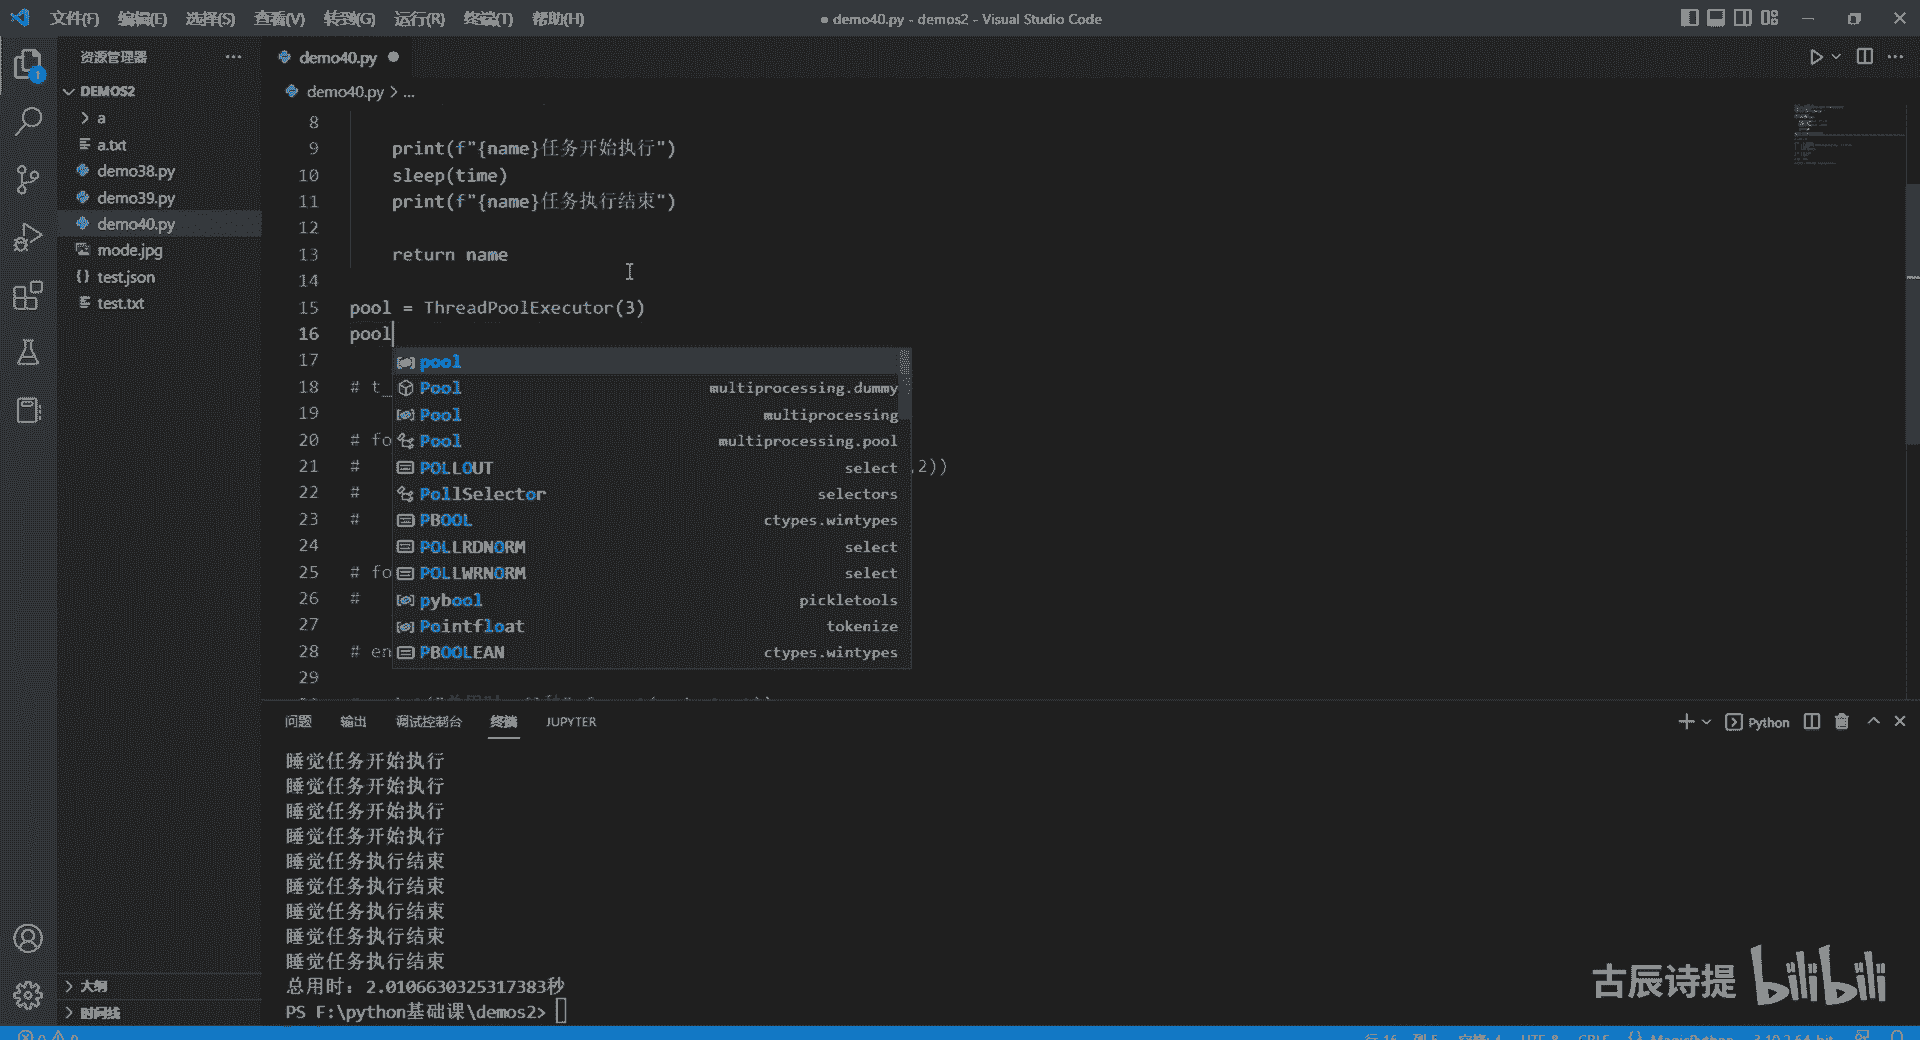 文件(F) 编辑(E) 选择(S) 查看(V) 转到(G) 运行(R) 终端(T) 帮助(H)
● demo40.py - demos2 - Visual Studio Code
资源管理器
DEMOS2
a
a.txt
demo38.py
demo39.py
demo40.py
mode.jpg
test.json
test.txt
大纲
时间线
1
demo40.py
demo40.py > ...
8
9 print(f"{name}任务开始执行")
10 sleep(time)
11 print(f"{name}任务执行结束")
12
13 return name
14
15 pool = ThreadPoolExecutor(3)
16 pool
17
18 # t_
19
20 # fo
21 # ,2))
22 #
23 #
24
25 # fo
26 #
27
28 # en
29
pool
Pool multiprocessing.dummy
Pool multiprocessing
Pool multiprocessing.pool
POLLOUT select
PollSelector selectors
PBOOL ctypes.wintypes
POLLRDNORM select
POLLWRNORM select
pybool pickletools
Pointfloat tokenize
PBOOLEAN ctypes.wintypes
问题 输出 调试控制台 终端 JUPYTER
Python
睡觉任务开始执行
睡觉任务开始执行
睡觉任务开始执行
睡觉任务开始执行
睡觉任务执行结束
睡觉任务执行结束
睡觉任务执行结束
睡觉任务执行结束
睡觉任务执行结束
总用时: 2.0106630325317383秒
PS F:\python基础课\demos2>
古辰诗提 bilibili